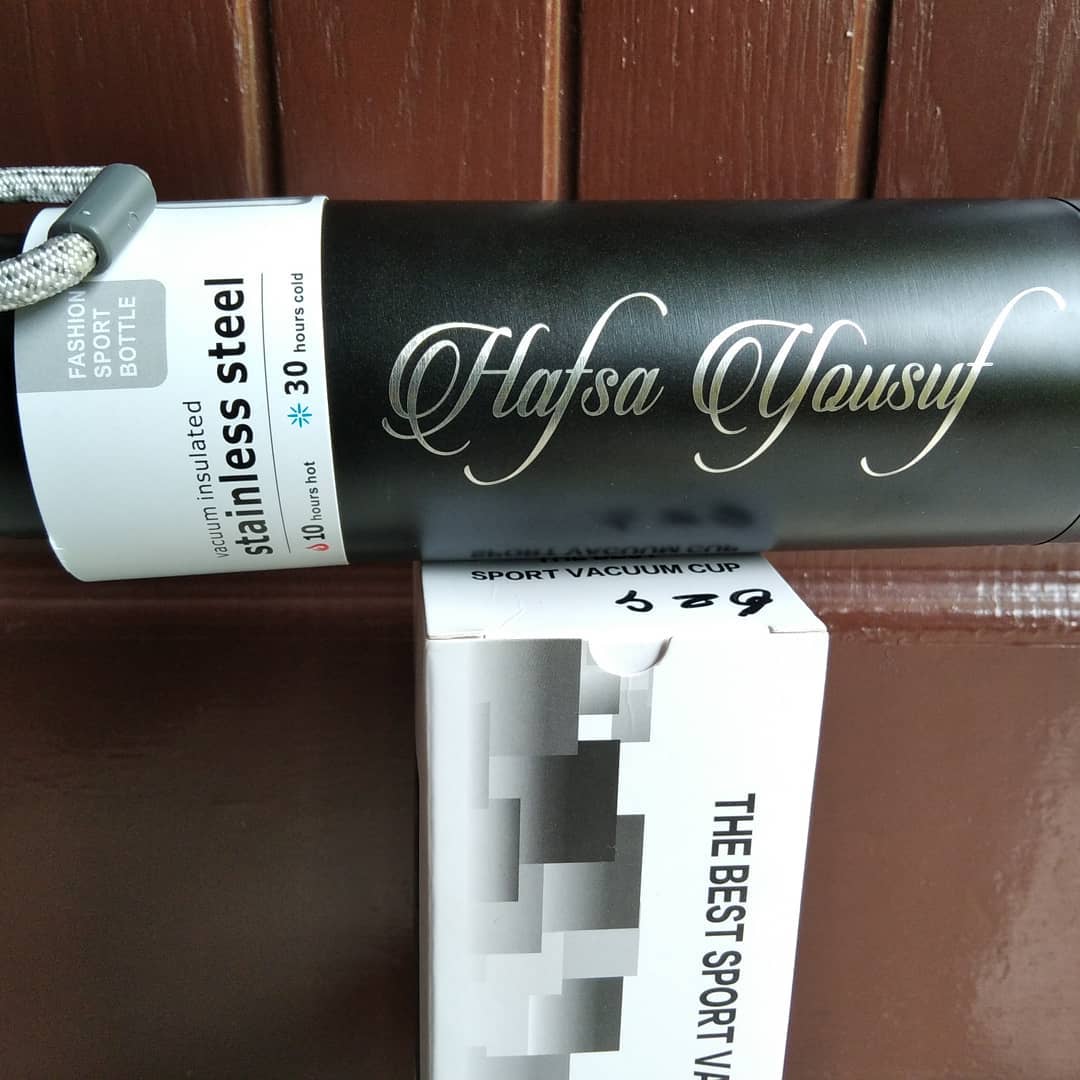 FASHION
SPORT
BOTTLE
vacuum insulated
stainless steel
10 hours hot
30 hours cold
Hafsa Yousuf
SPORT VACUUM CUP
THE BEST SPORT VA